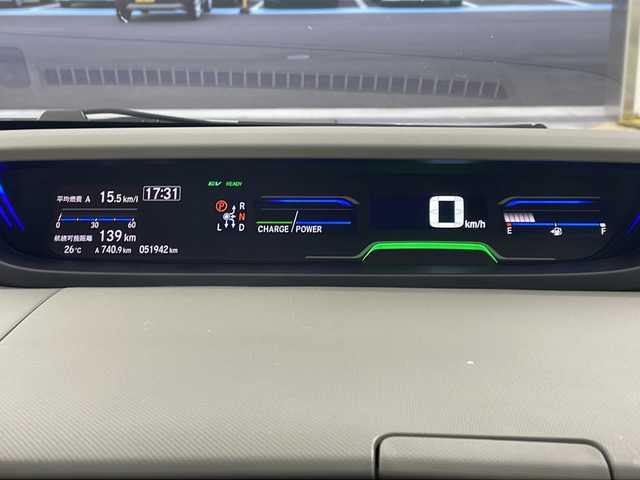 平均燃費 A 15.5 km/l 17:31
0 30 60
航続可能距離 139 km
26℃ A 740.9 km 051942 km
EV READY
P R
N
L D
CHARGE POWER
0 km/h
E F